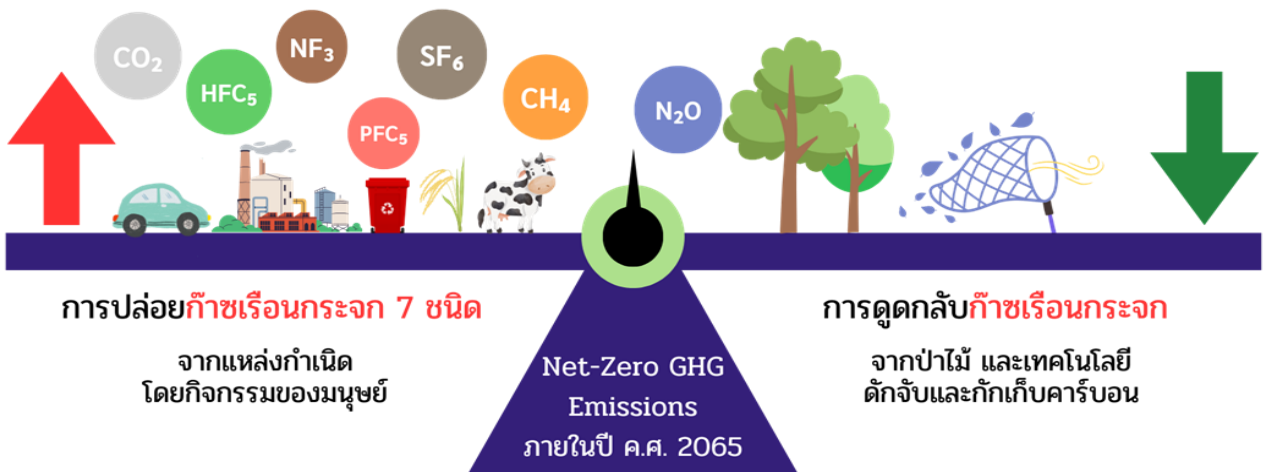 CO₂
HFC₅
NF₃
PFC₅
SF₆
CH₄
N₂O
การปล่อยก๊าซเรือนกระจก 7 ชนิด
จากแหล่งกำเนิด
โดยกิจกรรมของมนุษย์
Net-Zero GHG
Emissions
ภายในปี ค.ศ. 2065
การดูดกลับก๊าซเรือนกระจก
จากป่าไม้ และเทคโนโลยี
ดักจับและกักเก็บคาร์บอน